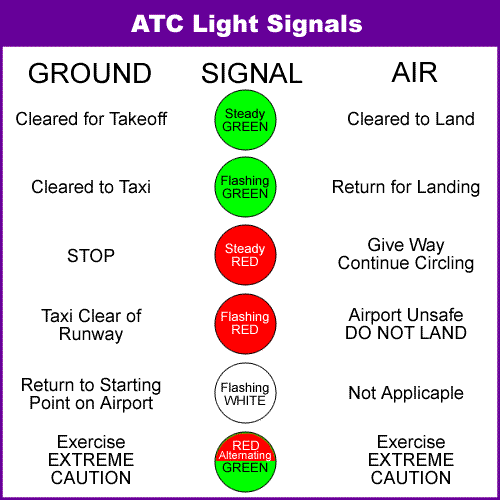 ATC Light Signals
GROUND SIGNAL AIR
Cleared for Takeoff
Steady
GREEN
Cleared to Land
Cleared to Taxi
Flashing
GREEN
Return for Landing
STOP
Steady
RED
Give Way
Continue Circling
Taxi Clear of
Runway
Flashing
RED
Airport Unsafe
DO NOT LAND
Return to Starting
Point on Airport
Flashing
WHITE
Not Applicaple
Exercise
EXTREME
CAUTION
RED
Alternating
GREEN
Exercise
EXTREME
CAUTION